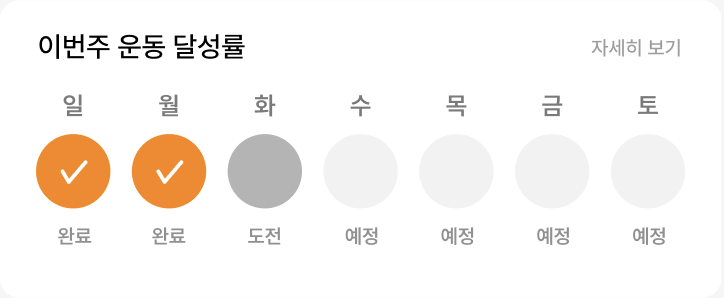 이번주 운동 달성률 자세히 보기
일 월 화 수 목 금 토
완료 완료 도전 예정 예정 예정 예정